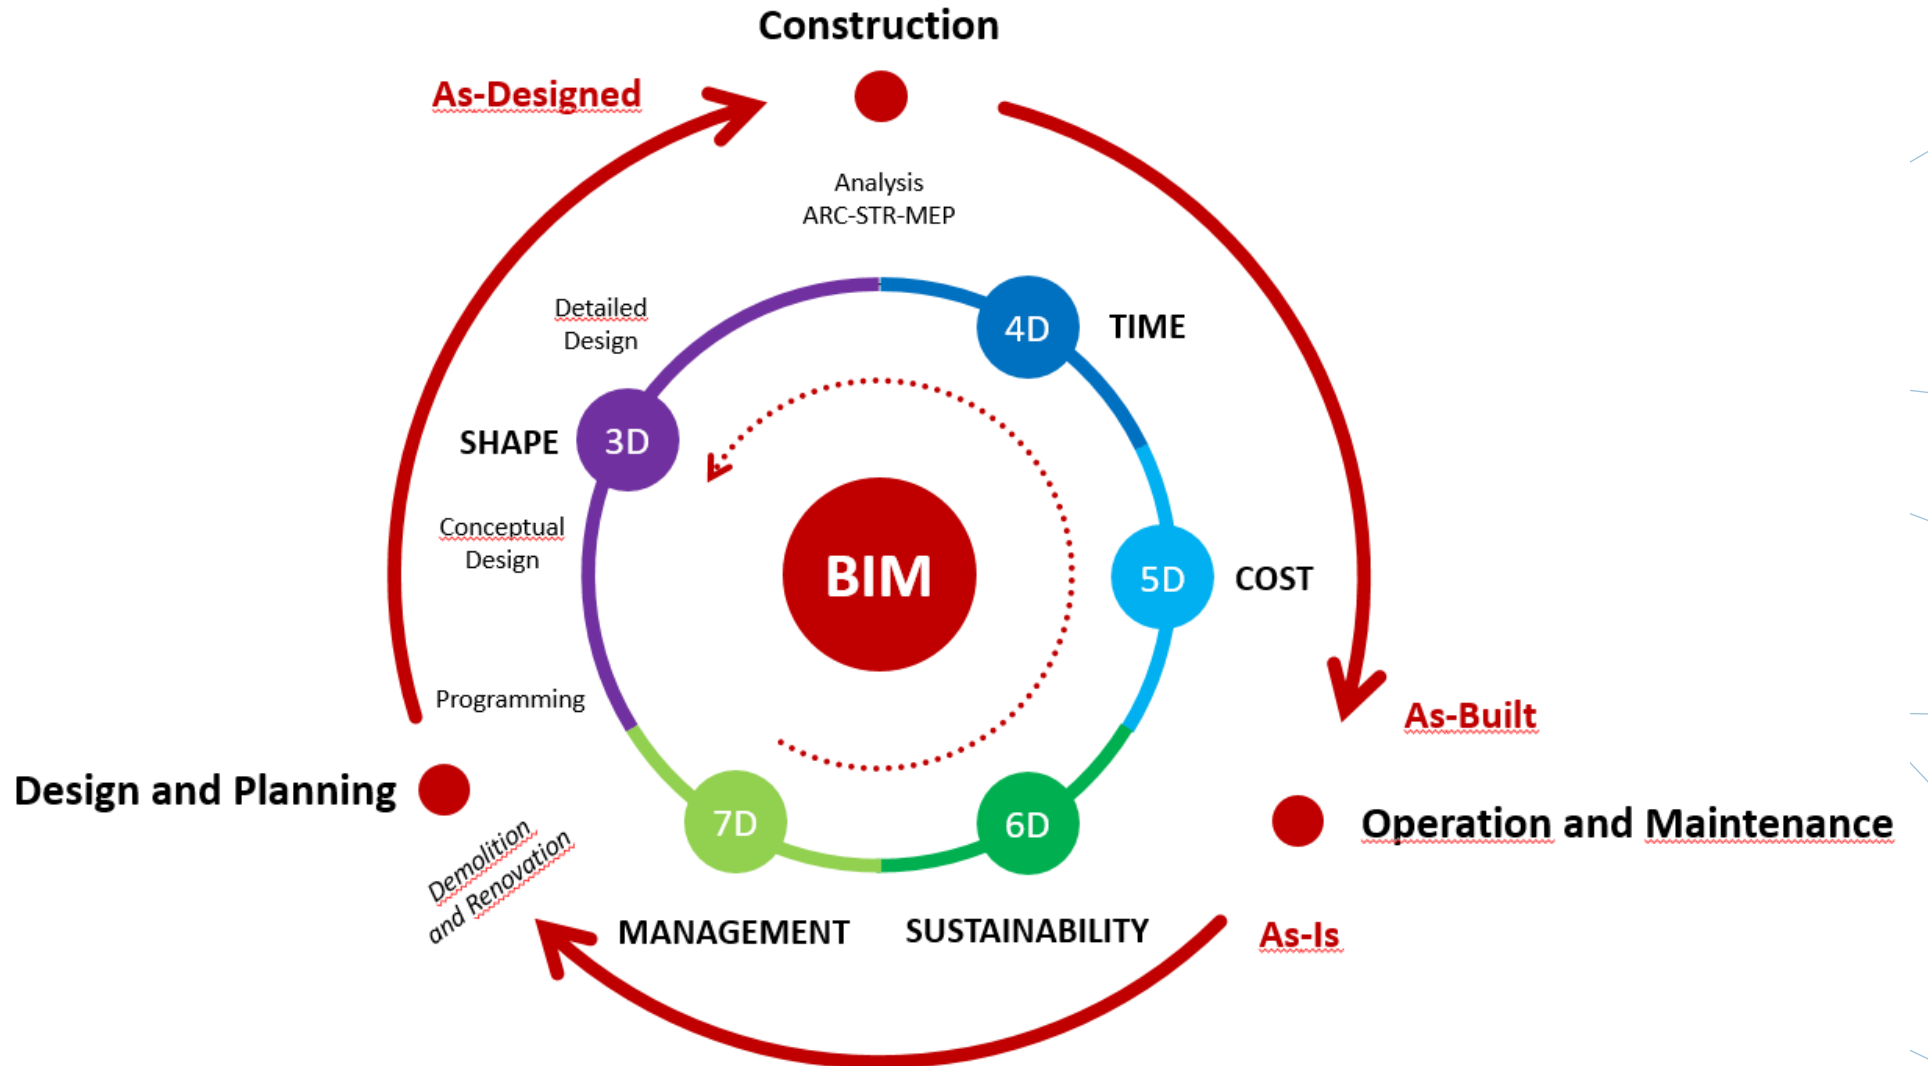 Construction
As-Designed
Analysis
ARC-STR-MEP
Detailed
Design
4D
TIME
SHAPE
3D
Conceptual
Design
BIM
5D
COST
Programming
As-Built
Design and Planning
7D
6D
Operation and Maintenance
Demolition
and Renovation
MANAGEMENT
SUSTAINABILITY
As-Is